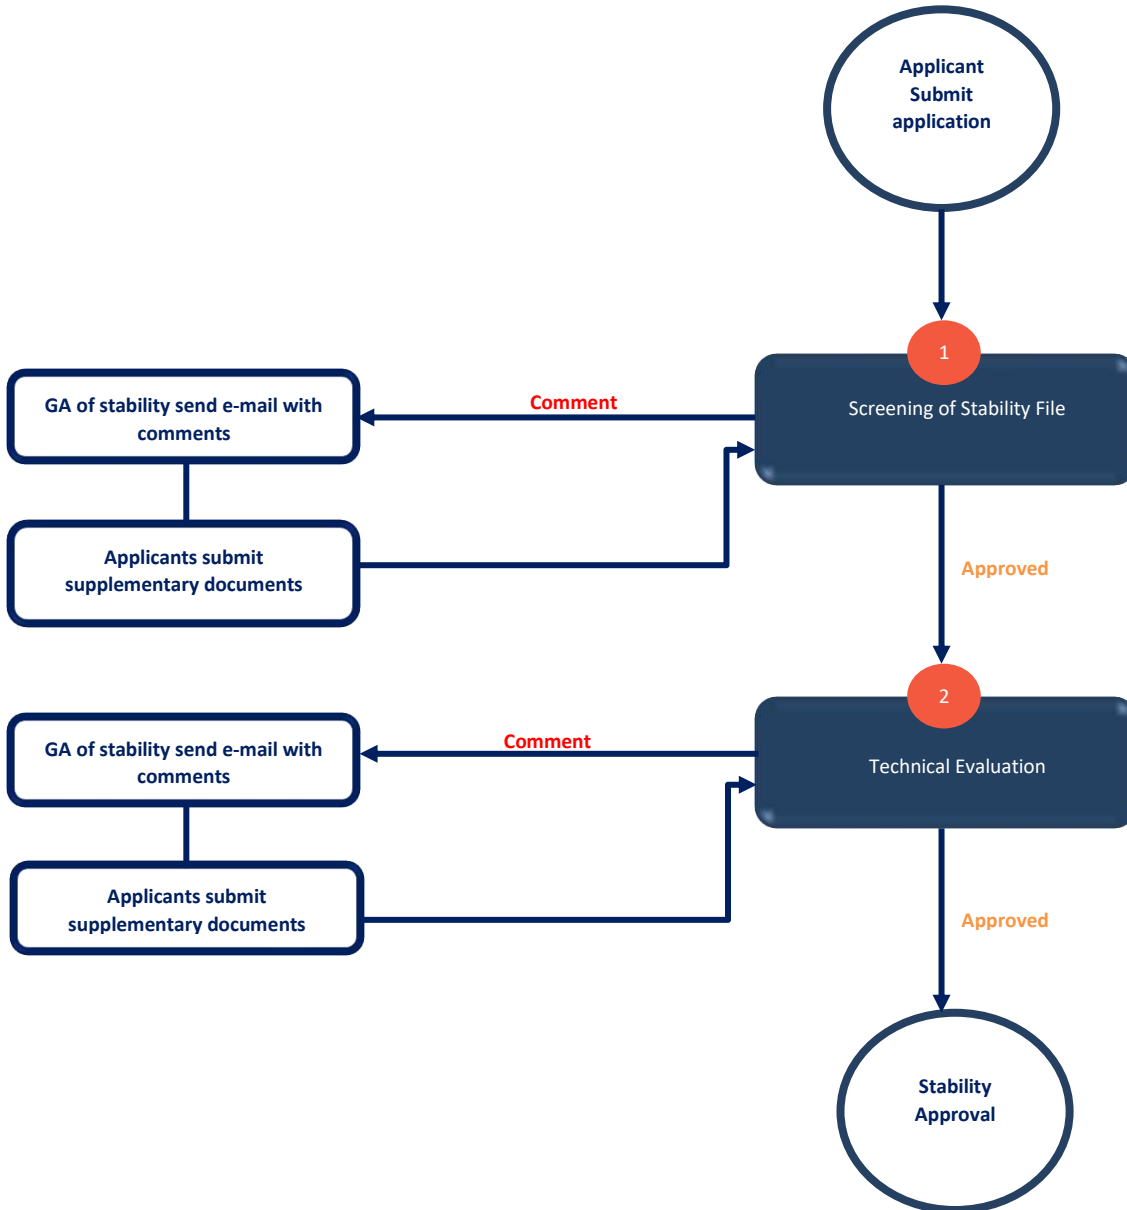 Applicant
Submit
application
1
Screening of Stability File
Comment
GA of stability send e-mail with
comments
Applicants submit
supplementary documents
Approved
2
Technical Evaluation
Comment
GA of stability send e-mail with
comments
Applicants submit
supplementary documents
Approved
Stability
Approval